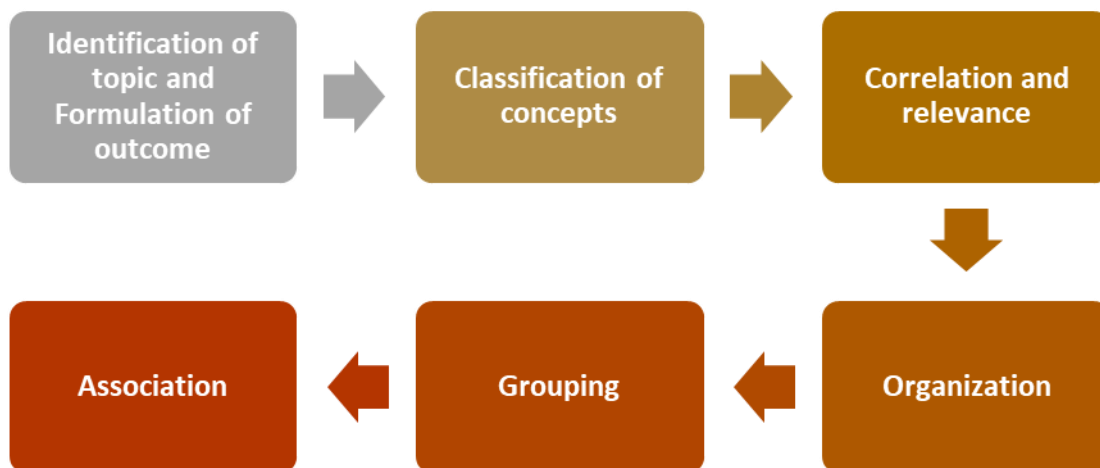 Identification of
topic and
Formulation of
outcome
Classification of
concepts
Correlation and
relevance
Organization
Grouping
Association